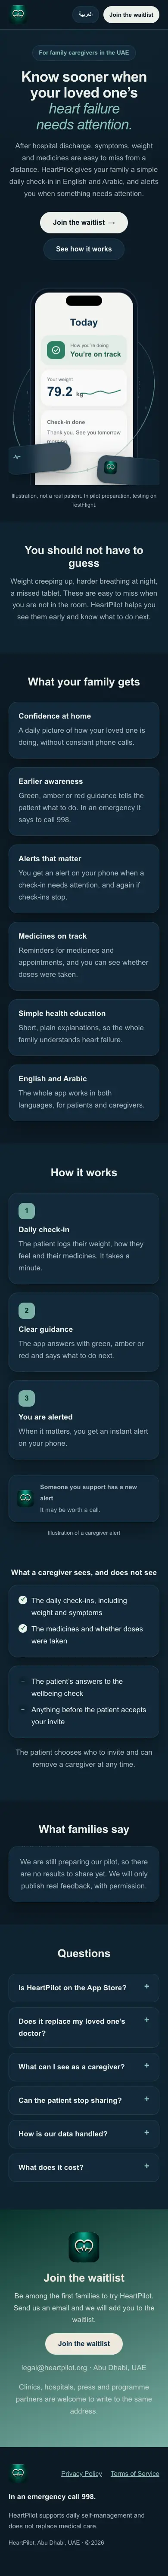 العربية
Join the waitlist
For family caregivers in the UAE
Know sooner when
your loved one's
heart failure
needs attention.
After hospital discharge, symptoms, weight
and medicines are easy to miss from a
distance. HeartPilot gives your family a simple
daily check-in in English and Arabic, and alerts
you when something needs attention.
Join the waitlist →
See how it works
Today
How you're doing
You're on track
Your weight
79.2 kg
Check-in done
Thank you. See you tomorrow
morning.
Illustration, not a real patient. In pilot preparation, testing on
TestFlight.
You should not have to
guess
Weight creeping up, harder breathing at night,
a missed tablet. These are easy to miss when
you are not in the room. HeartPilot helps you
see them early and know what to do next.
What your family gets
Confidence at home
A daily picture of how your loved one is
doing, without constant phone calls.
Earlier awareness
Green, amber or red guidance tells the
patient what to do. In an emergency it
says to call 998.
Alerts that matter
You get an alert on your phone when a
check-in needs attention, and again if
check-ins stop.
Medicines on track
Reminders for medicines and
appointments, and you can see whether
doses were taken.
Simple health education
Short, plain explanations, so the whole
family understands heart failure.
English and Arabic
The whole app works in both
languages, for patients and caregivers.
How it works
1
Daily check-in
The patient logs their weight, how they
feel and their medicines. It takes a
minute.
2
Clear guidance
The app answers with green, amber or
red and says what to do next.
3
You are alerted
When it matters, you get an instant alert
on your phone.
Someone you support has a new
alert
It may be worth a call.
Illustration of a caregiver alert
What a caregiver sees, and does not see
The daily check-ins, including
weight and symptoms
The medicines and whether doses
were taken
– The patient's answers to the
wellbeing check
– Anything before the patient accepts
your invite
The patient chooses who to invite and can
remove a caregiver at any time.
What families say
We are still preparing our pilot, so there
are no results to share yet. We will only
publish real feedback, with permission.
Questions
Is HeartPilot on the App Store? +
Does it replace my loved one's +
doctor?
What can I see as a caregiver? +
Can the patient stop sharing? +
How is our data handled? +
What does it cost? +
Join the waitlist
Be among the first families to try HeartPilot.
Send us an email and we will add you to the
waitlist.
Join the waitlist
legal@heartpilot.org · Abu Dhabi, UAE
Clinics, hospitals, press and programme
partners are welcome to write to the same
address.
Privacy Policy Terms of Service
In an emergency call 998.
HeartPilot supports daily self-management and
does not replace medical care.
HeartPilot, Abu Dhabi, UAE · © 2026